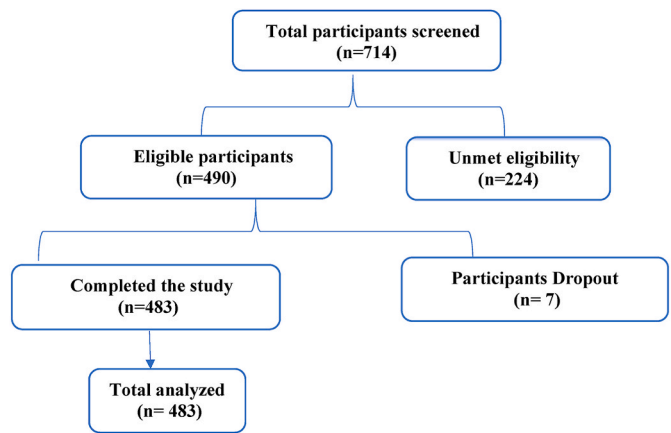 Total participants screened
(n=714)
Eligible participants
(n=490)
Unmet eligibility
(n=224)
Completed the study
(n=483)
Participants Dropout
(n= 7)
Total analyzed
(n= 483)